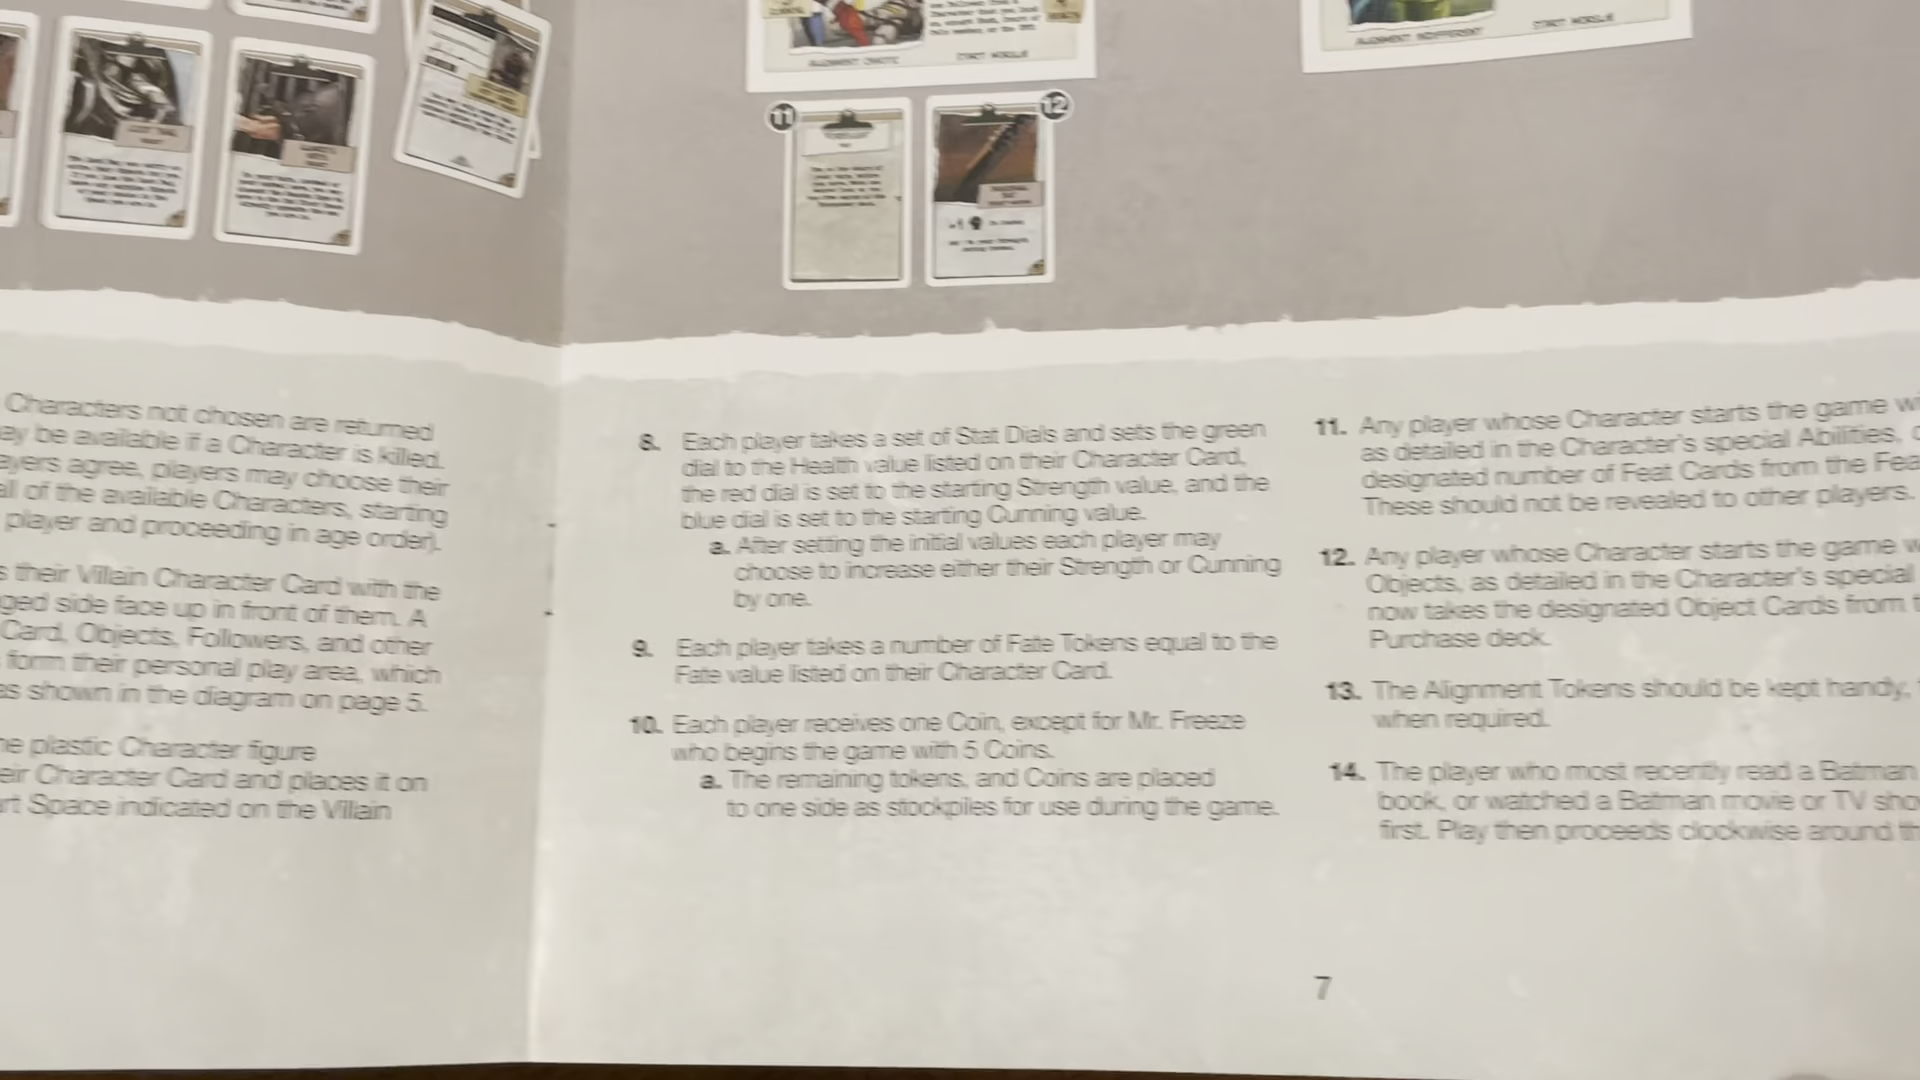 ALIGNMENT CHAOTIC
START MORGUE
ALIGNMENT INDIFFERENT
START MORGUE
11
12
Characters not chosen are returned
ay be available if a Character is killed.
ayers agree, players may choose their
all of the available Characters, starting
player and proceeding in age order).
s their Villain Character Card with the
ged side face up in front of them. A
Card, Objects, Followers, and other
form their personal play area, which
as shown in the diagram on page 5.
he plastic Character figure
eir Character Card and places it on
art Space indicated on the Villain
8. Each player takes a set of Stat Dials and sets the green
dial to the Health value listed on their Character Card,
the red dial is set to the starting Strength value, and the
blue dial is set to the starting Cunning value.
a. After setting the initial values each player may
choose to increase either their Strength or Cunning
by one.
9. Each player takes a number of Fate Tokens equal to the
Fate value listed on their Character Card.
10. Each player receives one Coin, except for Mr. Freeze
who begins the game with 5 Coins.
a. The remaining tokens, and Coins are placed
to one side as stockpiles for use during the game.
11. Any player whose Character starts the game w
as detailed in the Character's special Abilities,
designated number of Feat Cards from the Fea
These should not be revealed to other players.
12. Any player whose Character starts the game w
Objects, as detailed in the Character's special
now takes the designated Object Cards from t
Purchase deck.
13. The Alignment Tokens should be kept handy,
when required.
14. The player who most recently read a Batman
book, or watched a Batman movie or TV sho
first. Play then proceeds clockwise around th
7